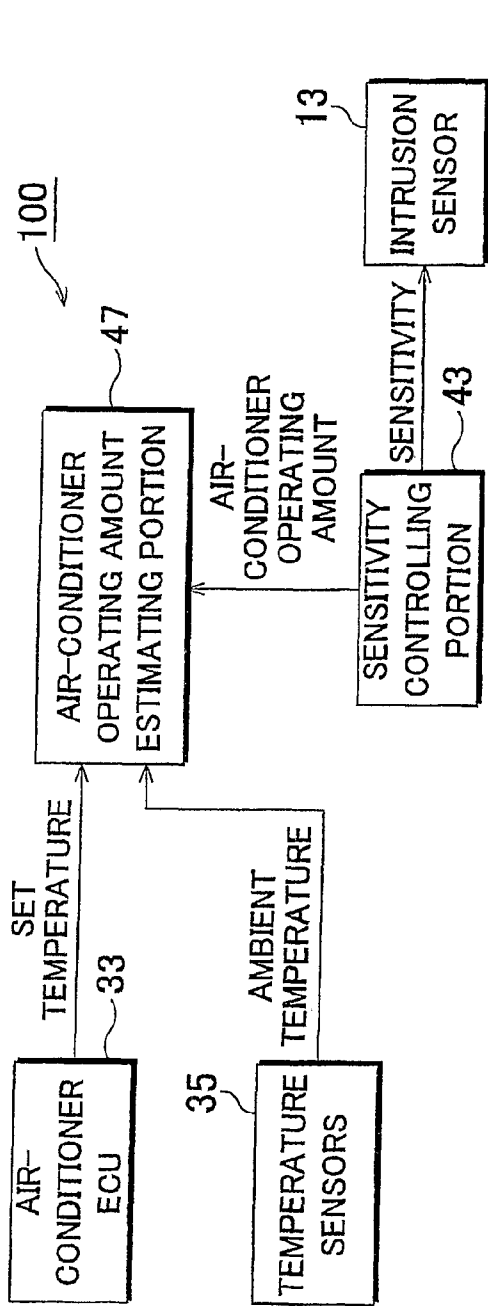 100
AIR-
CONDITIONER
ECU
33
SET
TEMPERATURE
AIR-CONDITIONER
OPERATING AMOUNT
ESTIMATING PORTION
47
35
TEMPERATURE
SENSORS
AMBIENT
TEMPERATURE
AIR-
CONDITIONER
OPERATING
AMOUNT
SENSITIVITY
CONTROLLING
PORTION
43
SENSITIVITY
13
INTRUSION
SENSOR